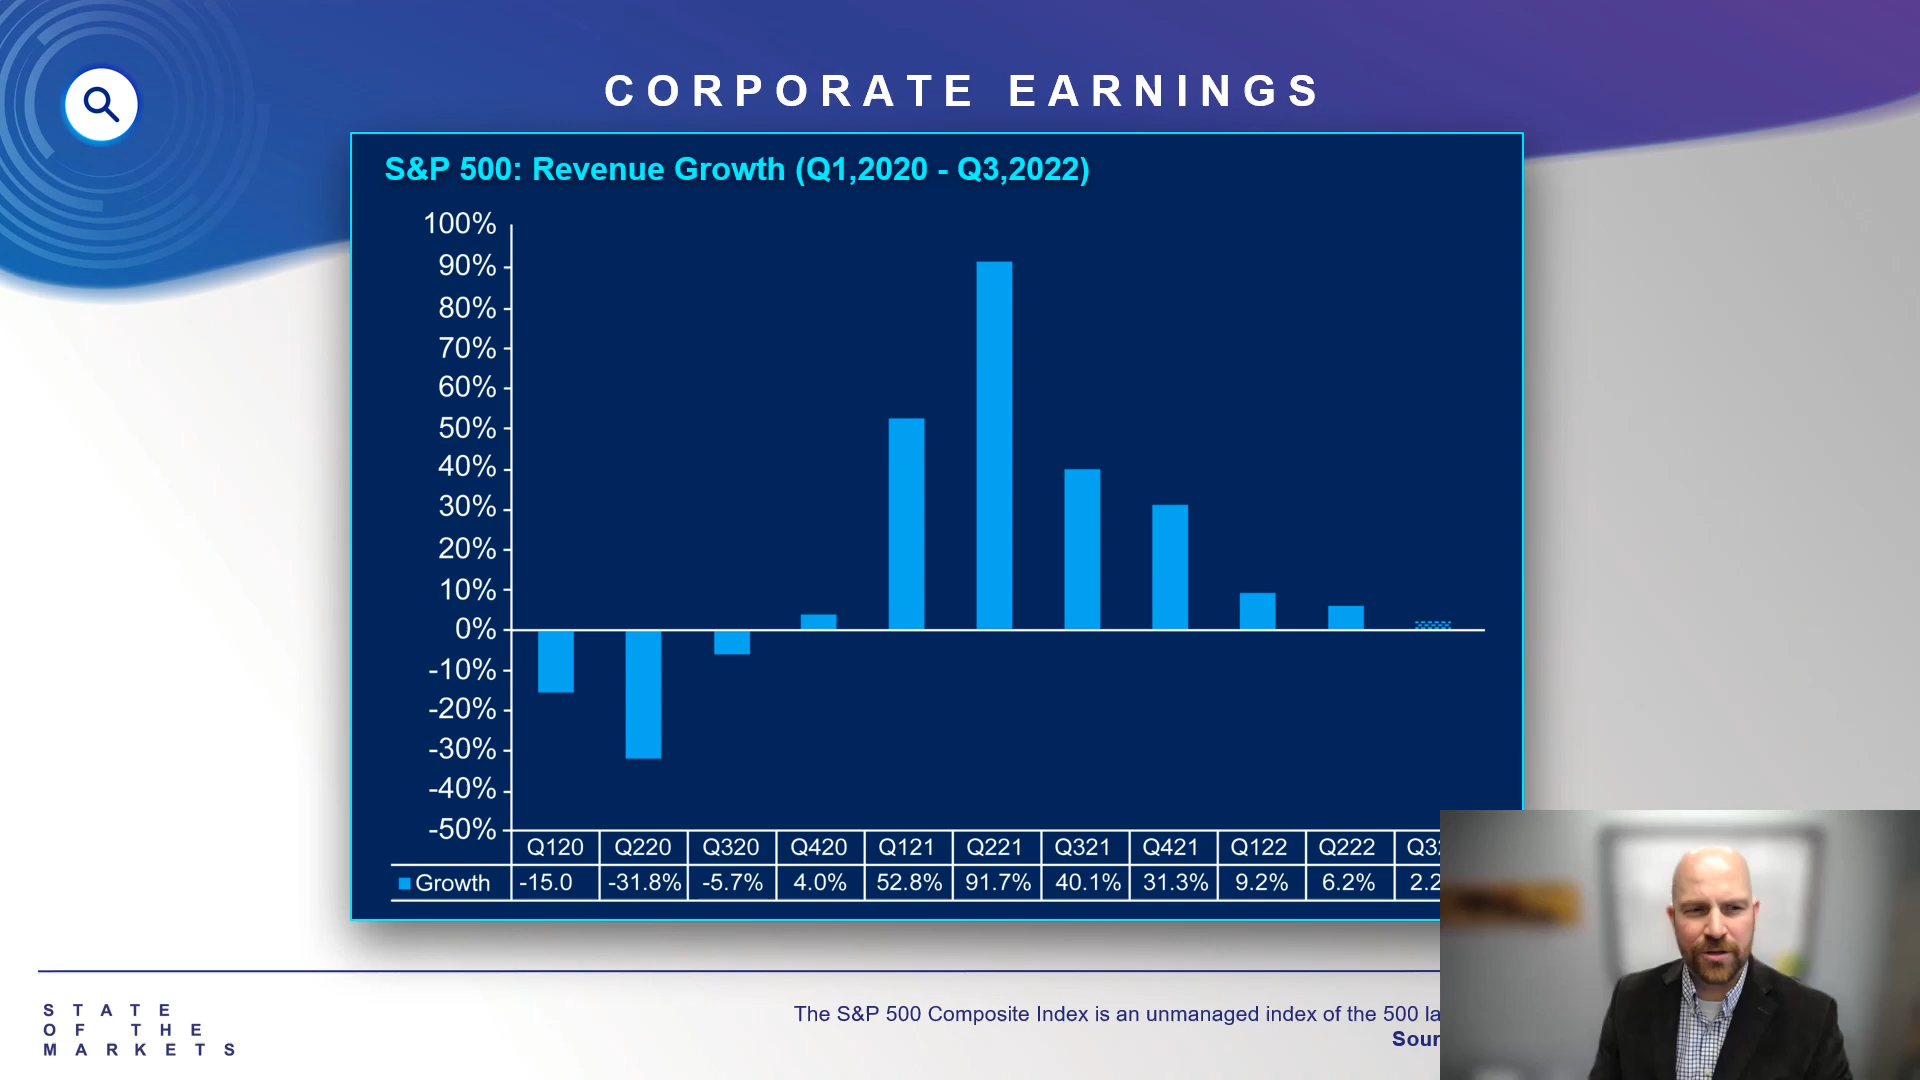 CORPORATE EARNINGS
S&P 500: Revenue Growth (Q1,2020 - Q3,2022)
100%
90%
80%
70%
60%
50%
40%
30%
20%
10%
0%
-10%
-20%
-30%
-40%
-50%
Q120 Q220 Q320 Q420 Q121 Q221 Q321 Q421 Q122 Q222
Growth -15.0 -31.8% -5.7% 4.0% 52.8% 91.7% 40.1% 31.3% 9.2% 6.2% 2.2
STATE
OF THE
MARKETS
The S&P 500 Composite Index is an unmanaged index of the 500